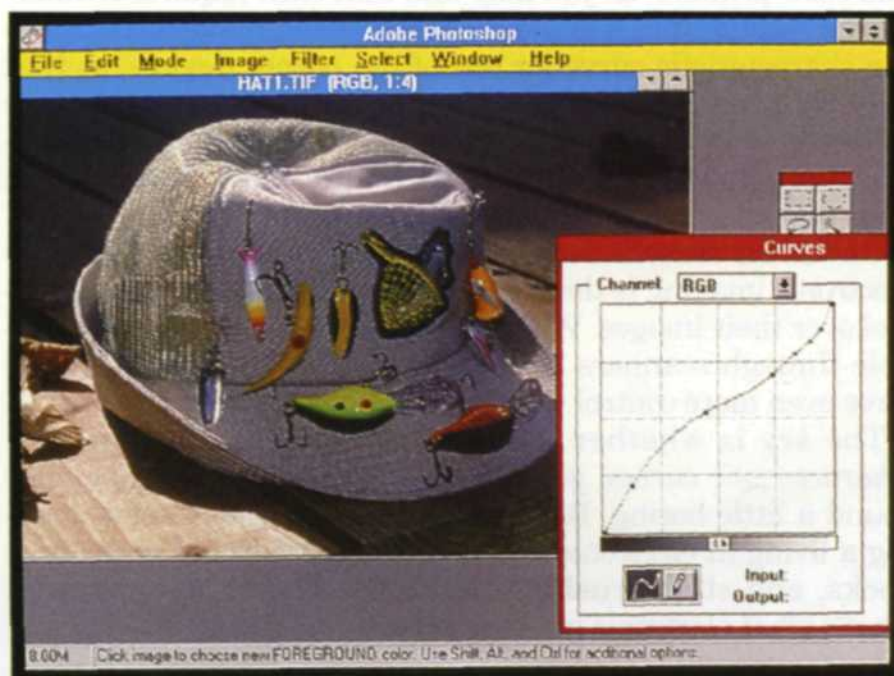 Adobe Photoshop
File Edit Mode Image Filter Select Window Help
HAT1.TIF (RGB, 1:4)
Curves
Channel: RGB
Input:
Output:
8.00M Click image to choose new FOREGROUND color. Use Shift, Alt, and Ctrl for additional options.